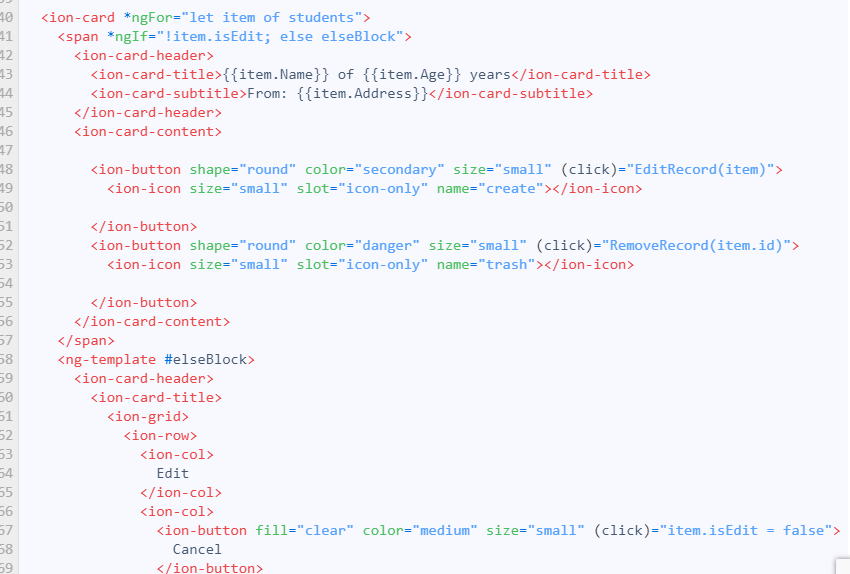 40 <ion-card *ngFor="let item of students">
41 <span *ngIf="!item.isEdit; else elseBlock">
42 <ion-card-header>
43 <ion-card-title>{{item.Name}} of {{item.Age}} years</ion-card-title>
44 <ion-card-subtitle>From: {{item.Address}}</ion-card-subtitle>
45 </ion-card-header>
46 <ion-card-content>
47
48 <ion-button shape="round" color="secondary" size="small" (click)="EditRecord(item)">
49 <ion-icon size="small" slot="icon-only" name="create"></ion-icon>
50
51 </ion-button>
52 <ion-button shape="round" color="danger" size="small" (click)="RemoveRecord(item.id)">
53 <ion-icon size="small" slot="icon-only" name="trash"></ion-icon>
54
55 </ion-button>
56 </ion-card-content>
57 </span>
58 <ng-template #elseBlock>
59 <ion-card-header>
60 <ion-card-title>
61 <ion-grid>
62 <ion-row>
63 <ion-col>
64 Edit
65 </ion-col>
66 <ion-col>
67 <ion-button fill="clear" color="medium" size="small" (click)="item.isEdit = false">
68 Cancel
69 </ion-button>